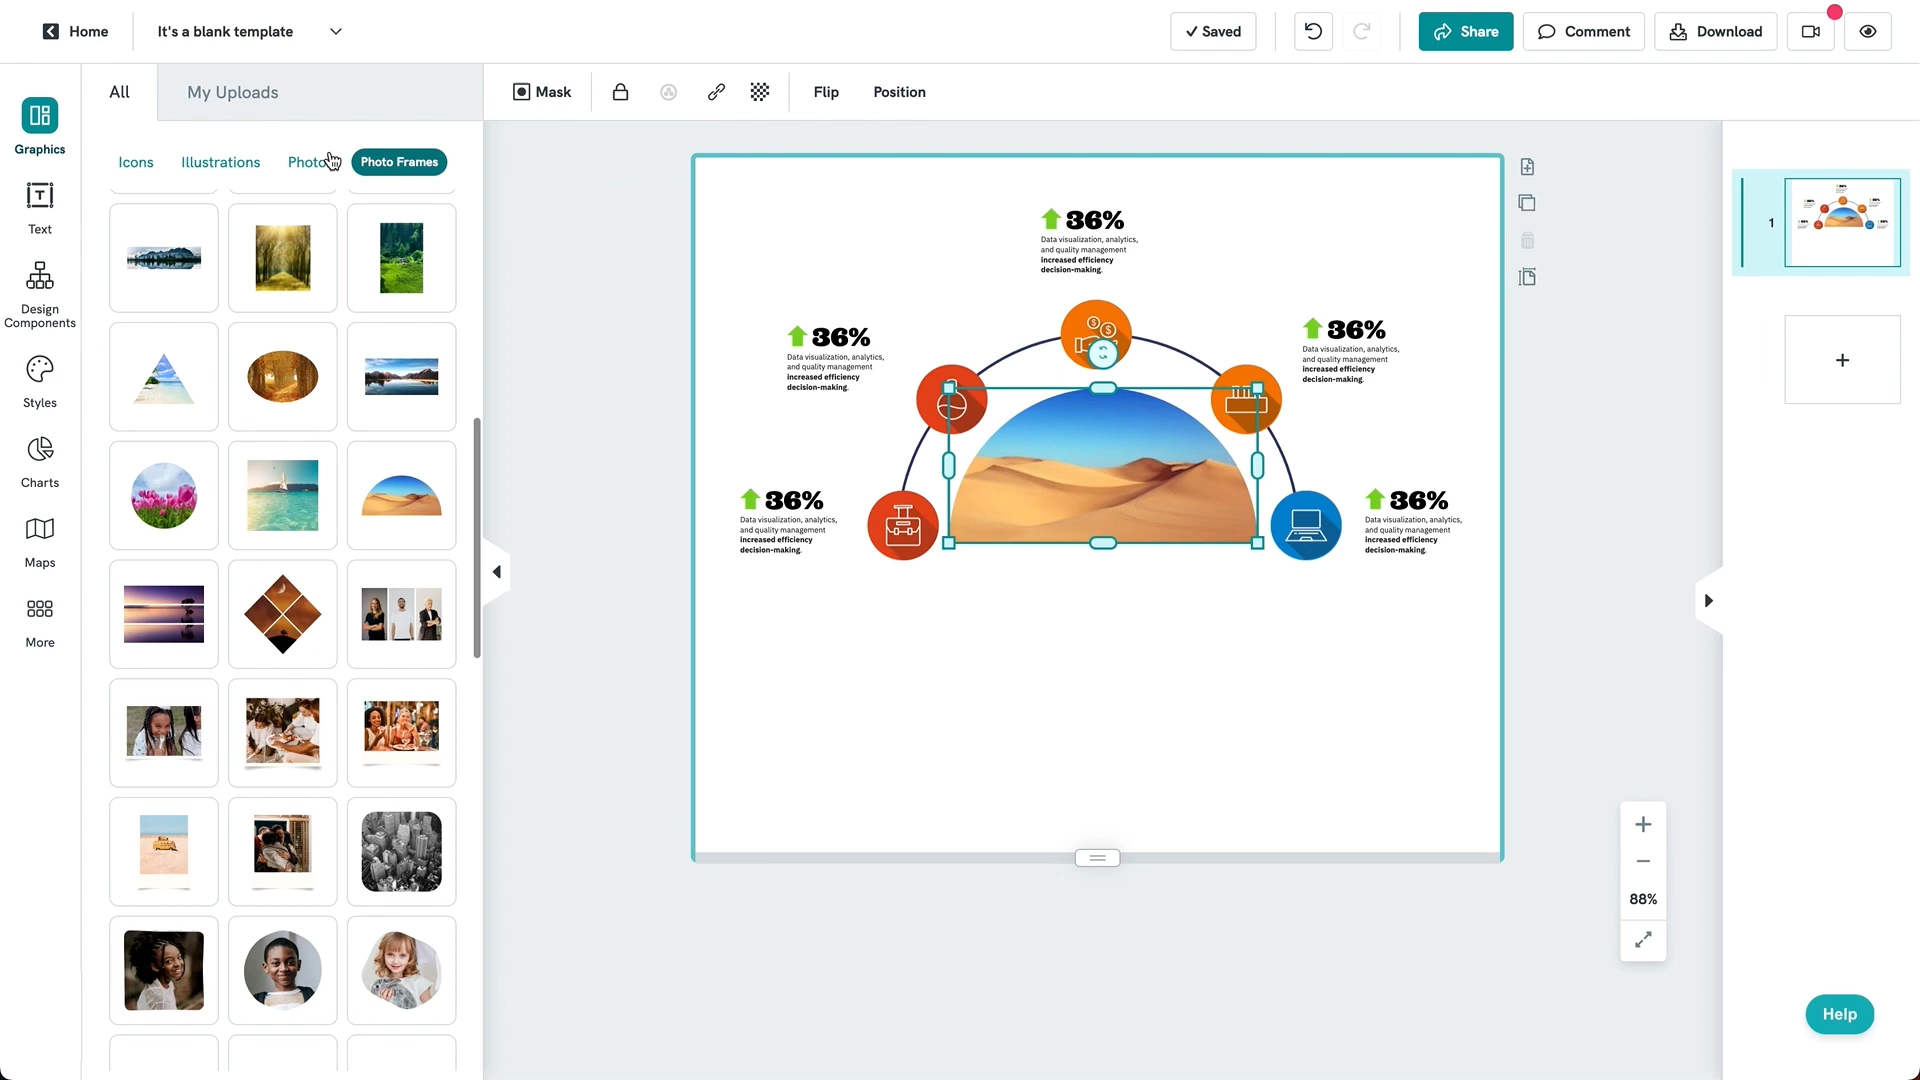 Home
It's a blank template
✓ Saved
Share
Comment
Download
All
My Uploads
Mask
Flip
Position
Graphics
Text
Design
Components
Styles
Charts
Maps
More
Icons
Illustrations
Photo
Photo Frames
36%
Data visualization, analytics,
and quality management
increased efficiency
decision-making.
36%
Data visualization, analytics,
and quality management
increased efficiency
decision-making.
36%
Data visualization, analytics,
and quality management
increased efficiency
decision-making.
36%
Data visualization, analytics,
and quality management
increased efficiency
decision-making.
36%
Data visualization, analytics,
and quality management
increased efficiency
decision-making.
1
+
88%
Help